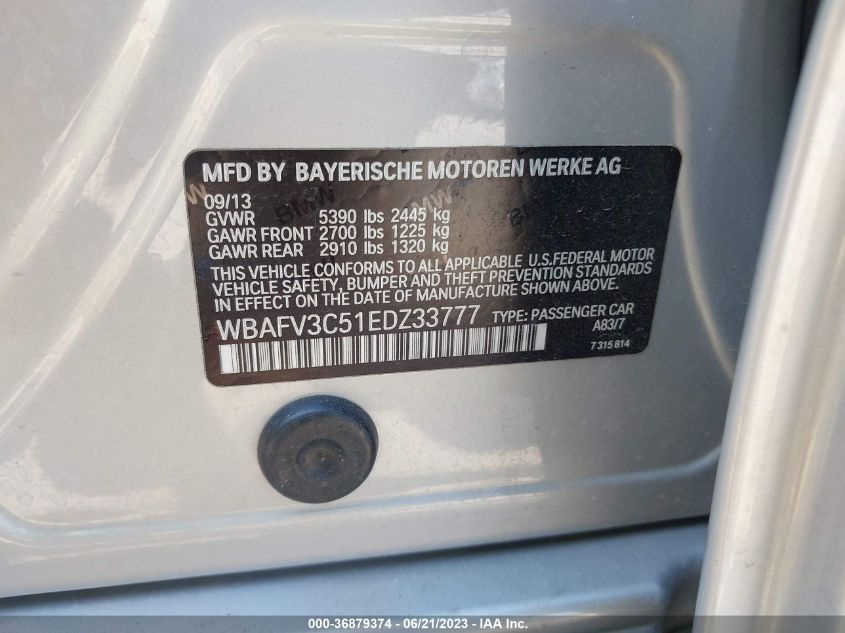 MFD BY BAYERISCHE MOTOREN WERKE AG
09/13
GVWR 5390 lbs 2445 kg
GAWR FRONT 2700 lbs 1225 kg
GAWR REAR 2910 lbs 1320 kg
THIS VEHICLE CONFORMS TO ALL APPLICABLE U.S.FEDERAL MOTOR
VEHICLE SAFETY, BUMPER AND THEFT PREVENTION STANDARDS
IN EFFECT ON THE DATE OF MANUFACTURE SHOWN ABOVE.
WBAFV3C51EDZ33777 TYPE: PASSENGER CAR
A83/7
7 315 814
000-36879374 - 06/21/2023 - IAA Inc.